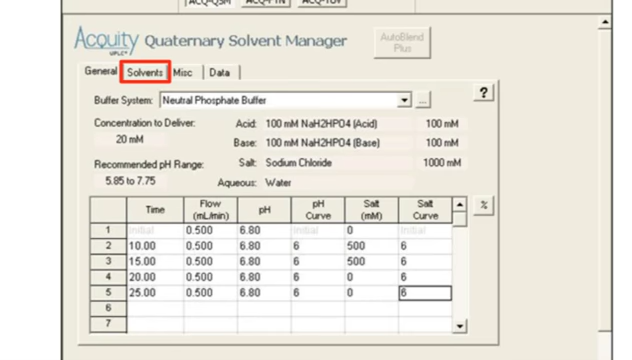 ACQ-QSM ACQ-FTN ACQ-TUV
Acquity UPLC Quaternary Solvent Manager
AutoBlend
Plus
General Solvents Misc Data
Buffer System: Neutral Phosphate Buffer ... ?
Concentration to Deliver: Acid: 100 mM NaH2HPO4 (Acid) 100 mM
20 mM Base: 100 mM NaH2HPO4 (Base) 100 mM
Recommended pH Range: Salt: Sodium Chloride 1000 mM
5.85 to 7.75 Aqueous: Water
Time Flow (mL/min) pH pH Curve Salt (mM) Salt Curve %
1 Initial 0.500 6.80 Initial 0 Initial
2 10.00 0.500 6.80 6 500 6
3 15.00 0.500 6.80 6 500 6
4 20.00 0.500 6.80 6 0 6
5 25.00 0.500 6.80 6 0 6
6
7